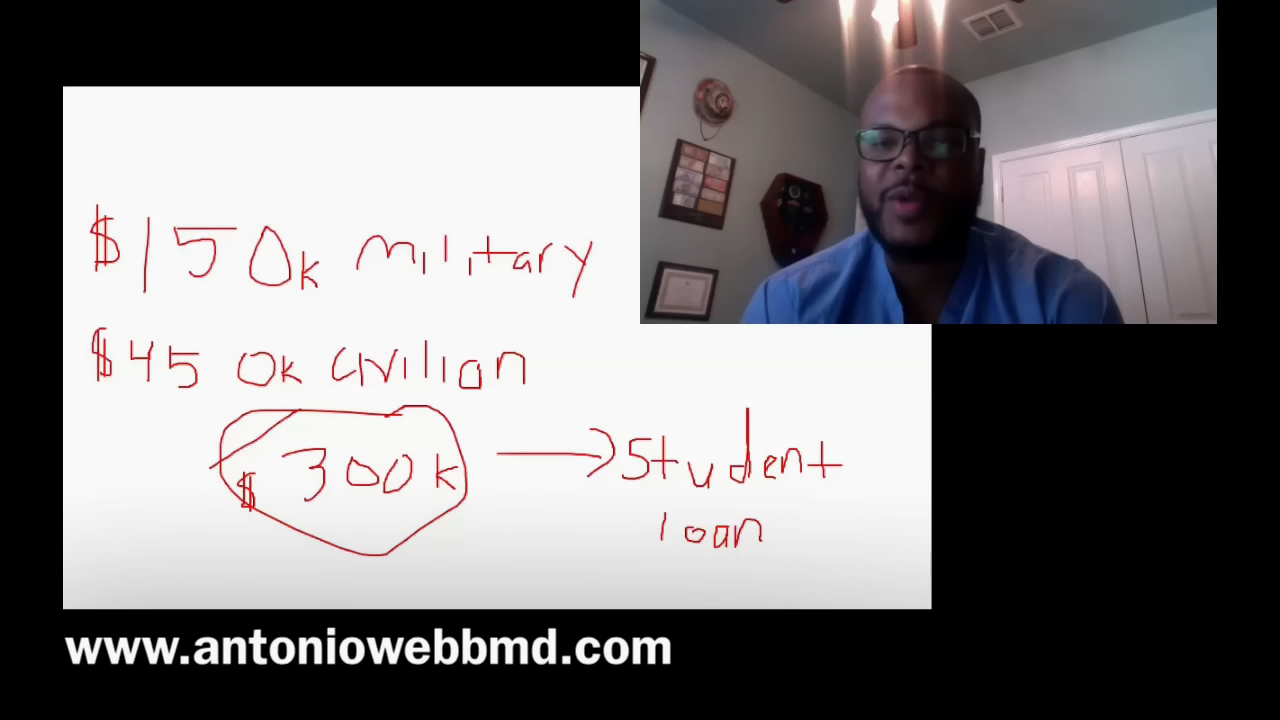 $150k military
$450k civilian
$300k → student
loan
www.antoniowebbmd.com